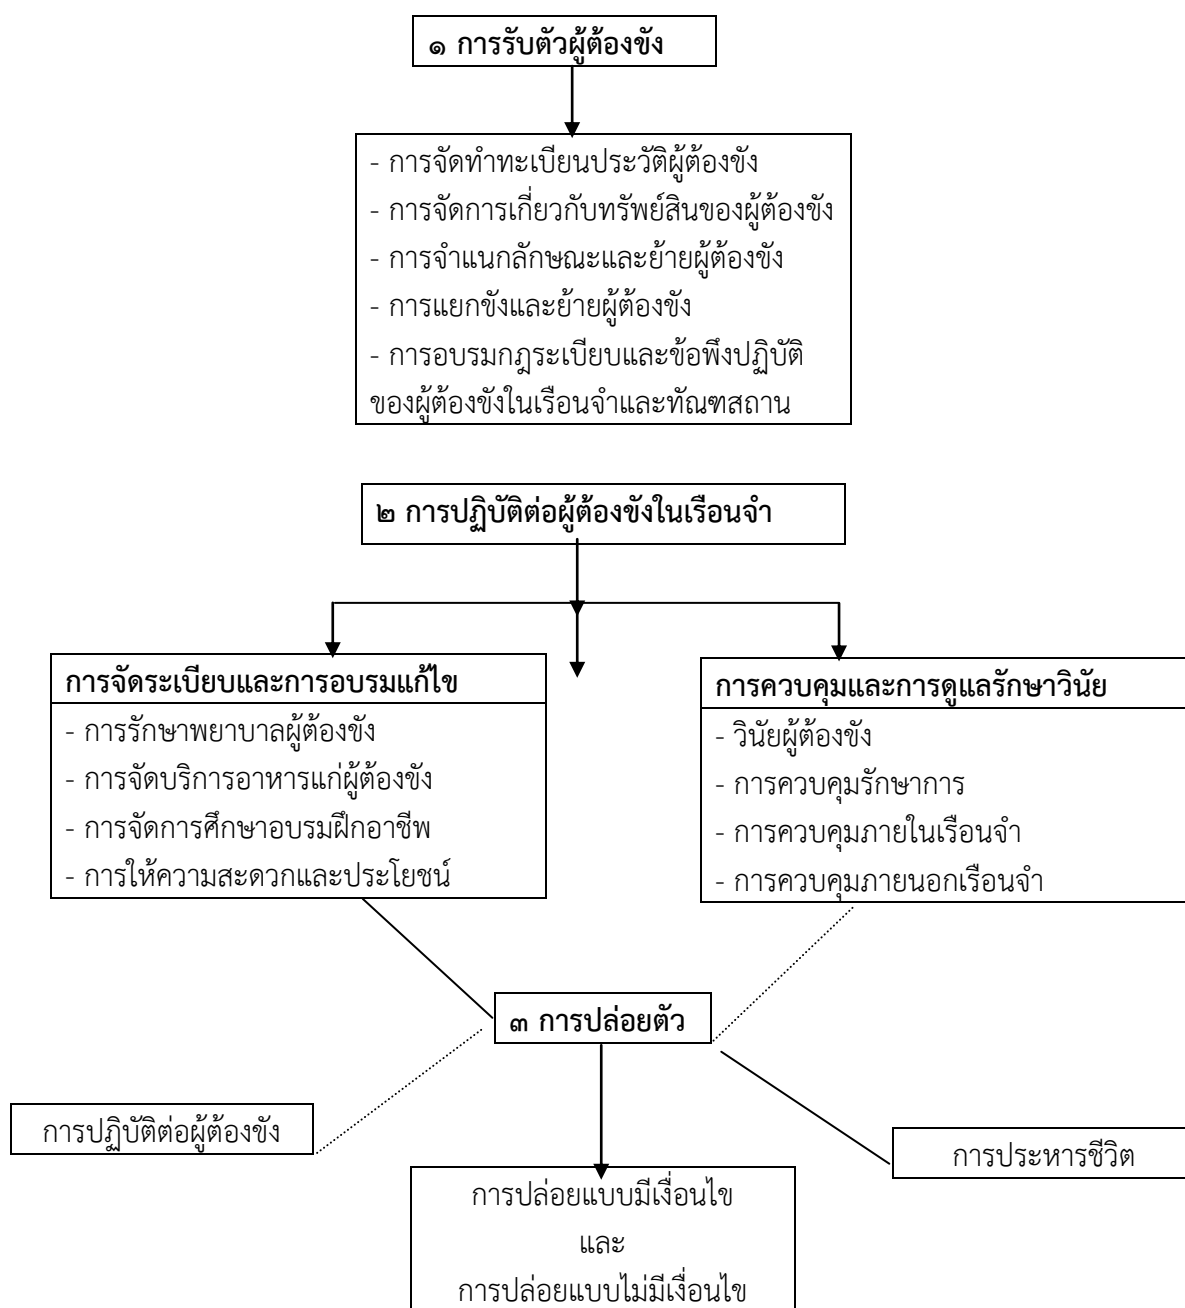 ๑ การรับตัวผู้ต้องขัง
- การจัดทำทะเบียนประวัติผู้ต้องขัง
- การจัดการเกี่ยวกับทรัพย์สินของผู้ต้องขัง
- การจำแนกลักษณะและย้ายผู้ต้องขัง
- การแยกขังและย้ายผู้ต้องขัง
- การอบรมกฎระเบียบและข้อพึงปฏิบัติ
ของผู้ต้องขังในเรือนจำและทัณฑสถาน
๒ การปฏิบัติต่อผู้ต้องขังในเรือนจำ
การจัดระเบียบและการอบรมแก้ไข
- การรักษาพยาบาลผู้ต้องขัง
- การจัดบริการอาหารแก่ผู้ต้องขัง
- การจัดการศึกษาอบรมฝึกอาชีพ
- การให้ความสะดวกและประโยชน์
การควบคุมและการดูแลรักษาวินัย
- วินัยผู้ต้องขัง
- การควบคุมรักษาการ
- การควบคุมภายในเรือนจำ
- การควบคุมภายนอกเรือนจำ
๓ การปล่อยตัว
การปฏิบัติต่อผู้ต้องขัง
การประหารชีวิต
การปล่อยแบบมีเงื่อนไข
และ
การปล่อยแบบไม่มีเงื่อนไข